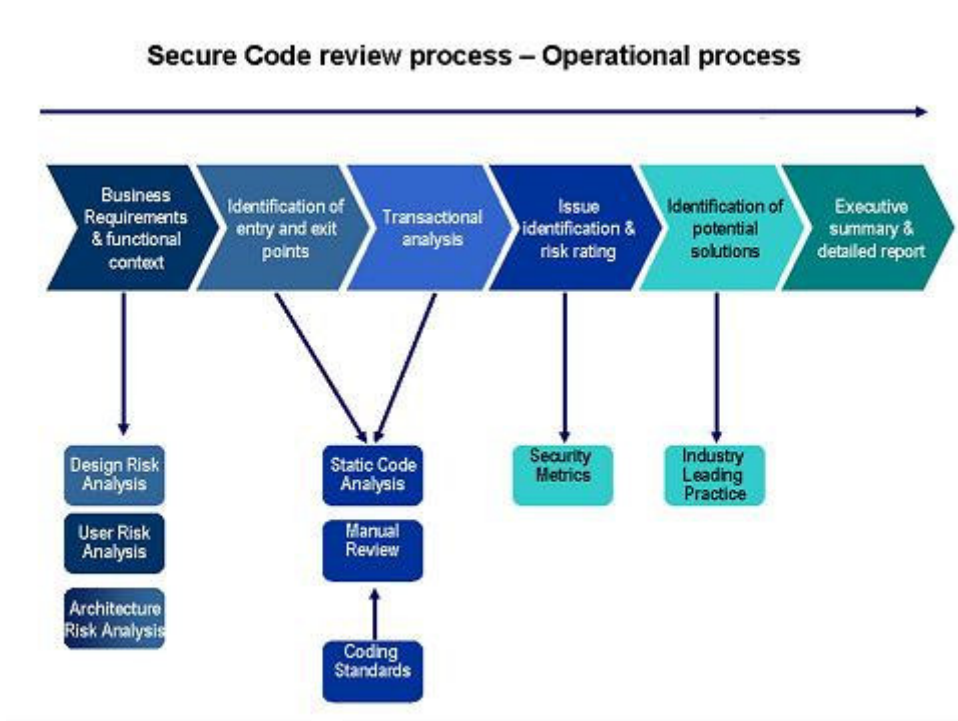 Secure Code review process – Operational process
Business
Requirements
& functional
context
Identification of
entry and exit
points
Transactional
analysis
Issue
identification &
risk rating
Identification of
potential
solutions
Executive
summary &
detailed report
Design Risk
Analysis
User Risk
Analysis
Architecture
Risk Analysis
Static Code
Analysis
Manual
Review
Coding
Standards
Security
Metrics
Industry
Leading
Practice